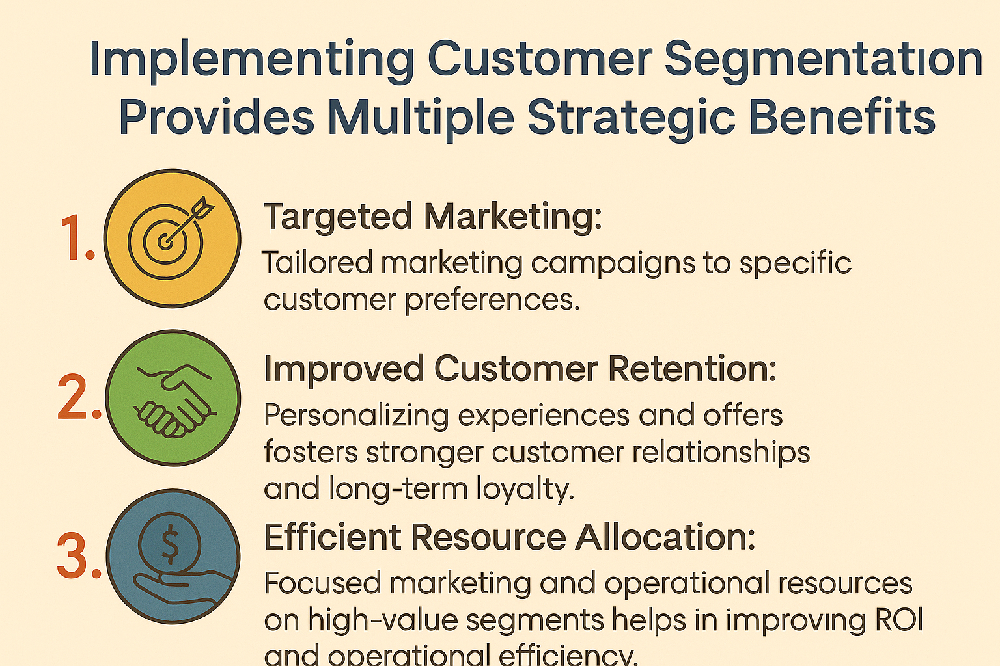 Implementing Customer Segmentatıon
Provides Multiple Strategic Benefits
1.
Targeted Marketing:
Tailored marketing campaigns to specific
customer preferences.
2.
Improved Customer Retention:
Personalizing experiences and offers
fosters stronger customer relationships
and long-term loyalty.
3.
$
Efficient Resource Allocation:
Focused marketing and operational resources
on high-value segments helps in improvıng ROI
and operational efficiency.